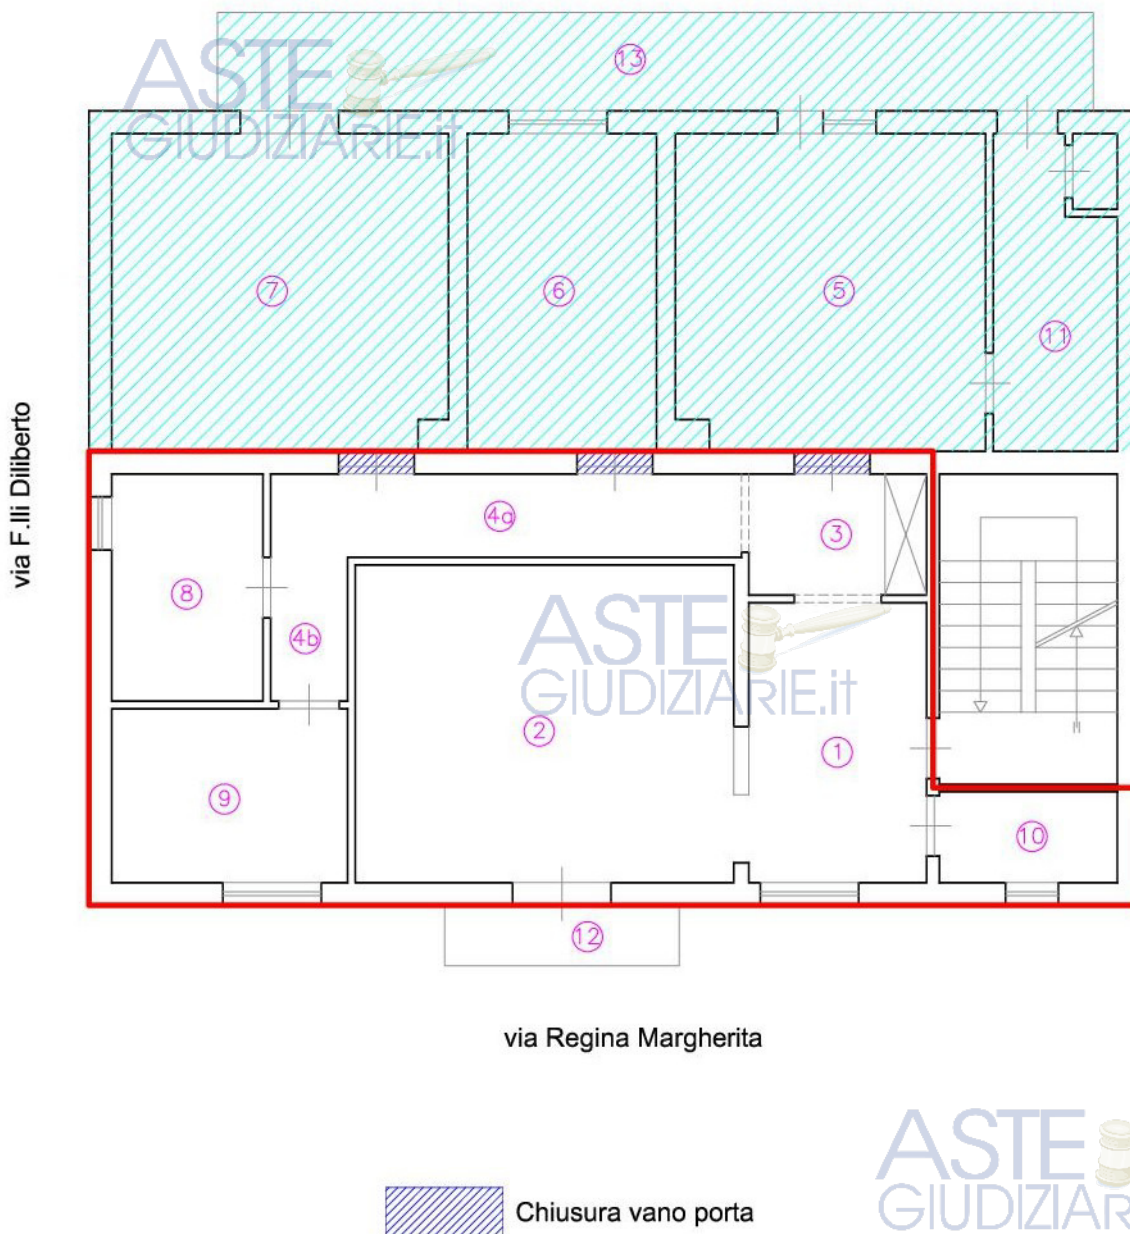 13
ASTE
GIUDIZIARIE.it
7
6
5
11
via F.lli Diliberto
4a
3
8
ASTE
4b
GIUDIZIARIE.it
2
1
9
10
12
via Regina Margherita
ASTE
GIUDIZIAR
Chiusura vano porta